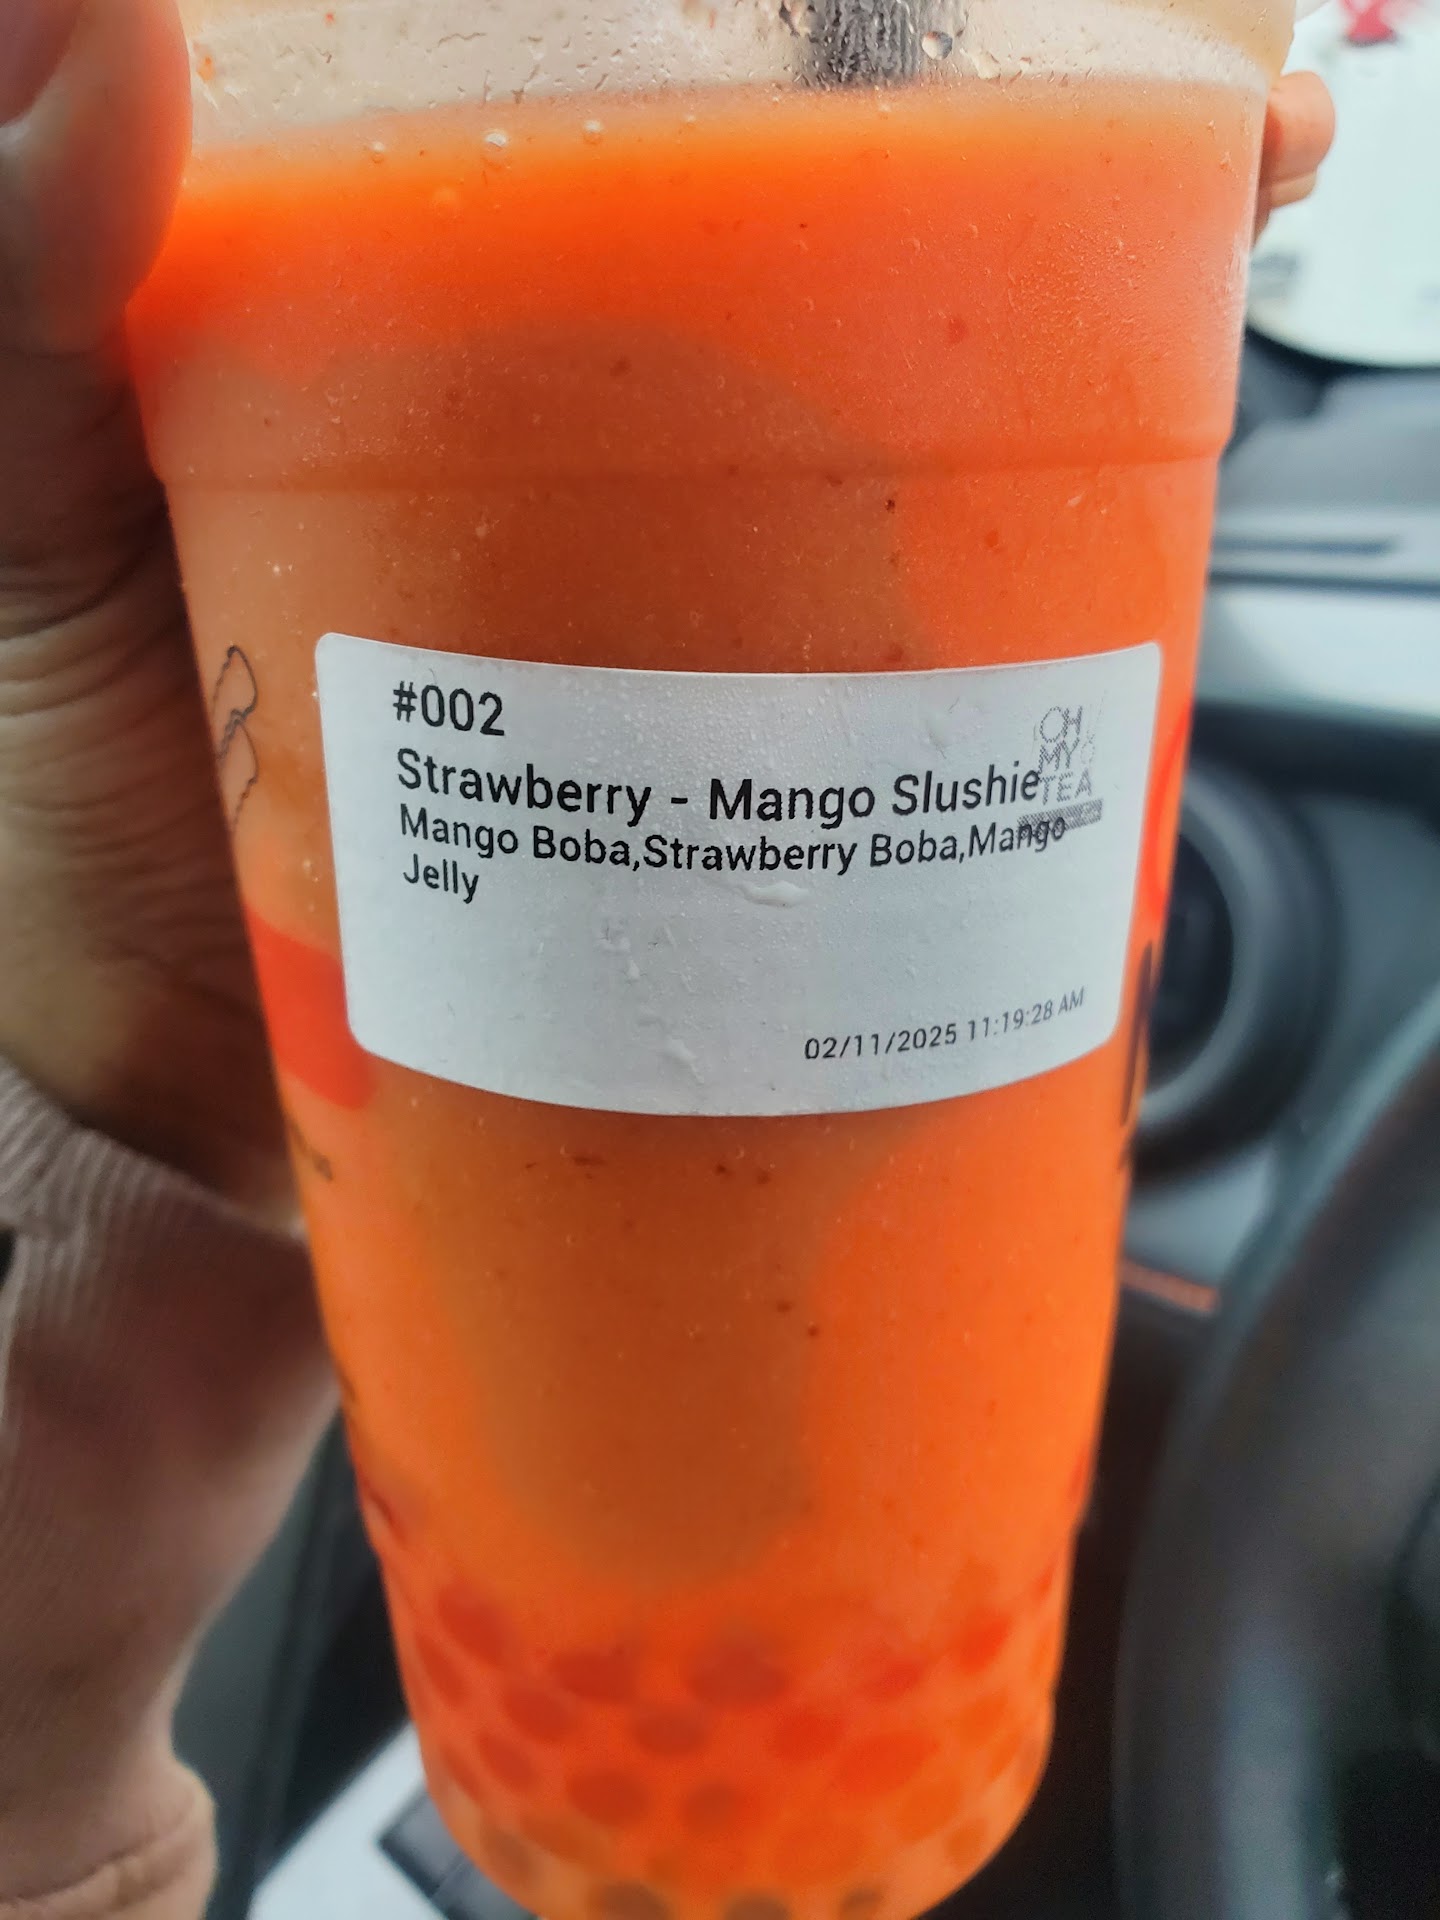 #002
OH
MY
TEA
Strawberry - Mango Slushie
Mango Boba,Strawberry Boba,Mango
Jelly
02/11/2025 11:19:28 AM